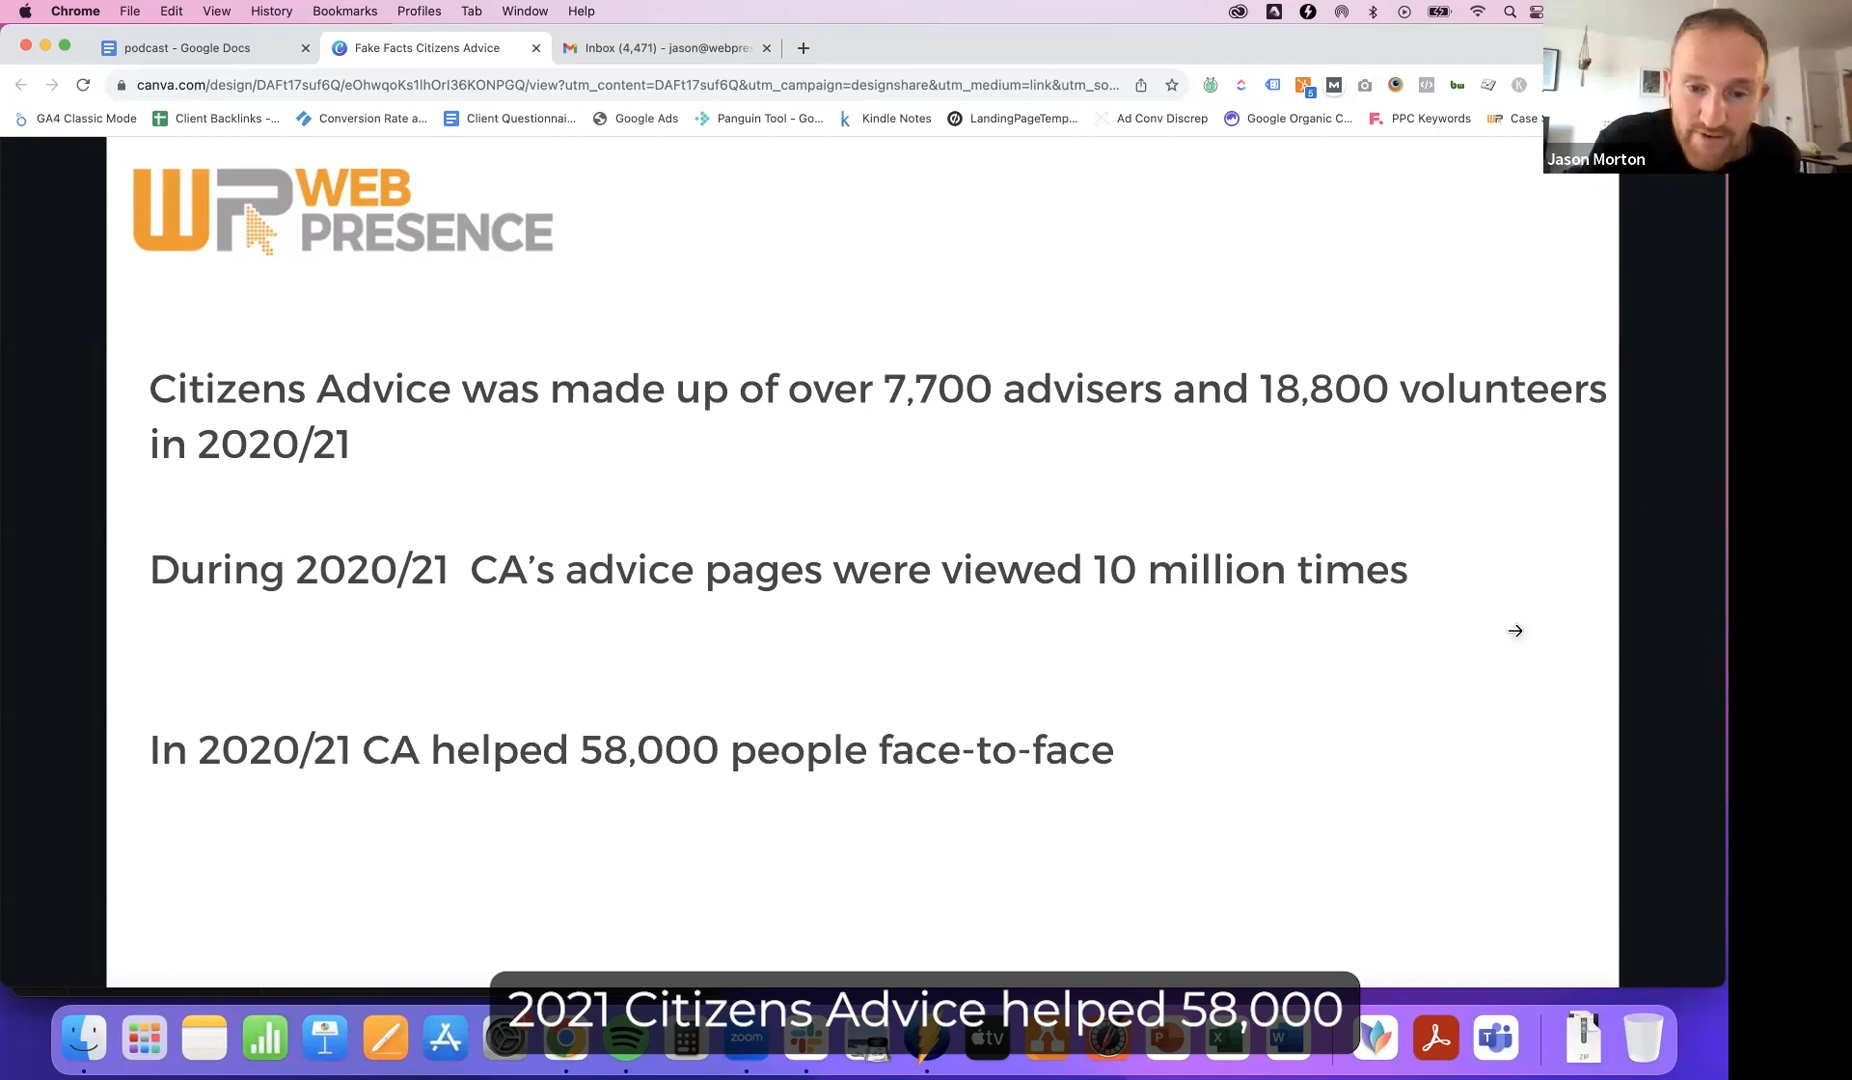 Chrome File Edit View History Bookmarks Profiles Tab Window Help
podcast - Google Docs
Fake Facts Citizens Advice
Inbox (4,471) - jason@webpres
canva.com/design/DAFt17suf6Q/eOhwqoKs1lhOrI36KONPGQ/view?utm_content=DAFt17suf6Q&utm_campaign=designshare&utm_medium=link&utm_so...
GA4 Classic Mode
Client Backlinks -...
Conversion Rate a...
Client Questionnai...
Google Ads
Panguin Tool - Go...
Kindle Notes
LandingPageTemp...
Ad Conv Discrep
Google Organic C...
PPC Keywords
Case
Jason Morton
WP WEB
PRESENCE
Citizens Advice was made up of over 7,700 advisers and 18,800 volunteers
in 2020/21
During 2020/21 CA’s advice pages were viewed 10 million times
In 2020/21 CA helped 58,000 people face-to-face
2021 Citizens Advice helped 58,000
zoom
tv
ZIP